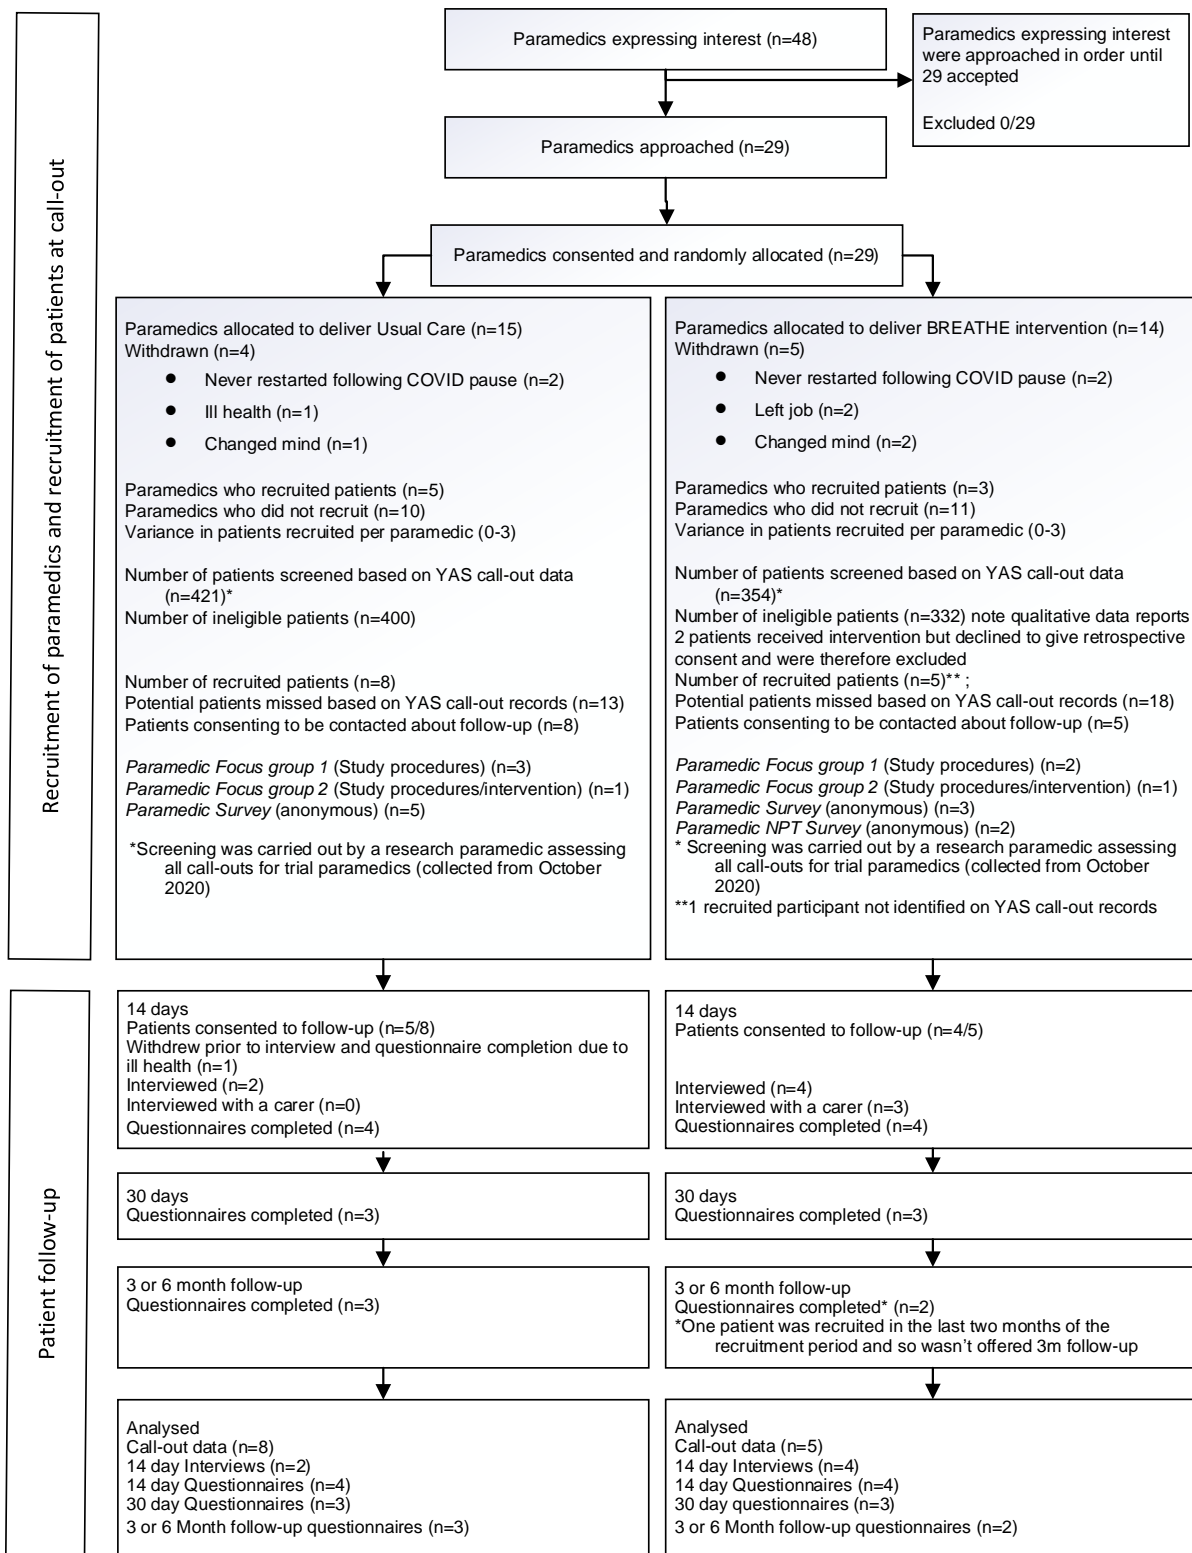 Paramedics expressing interest (n=48)
Paramedics expressing interest
were approached in order until
29 accepted
Excluded 0/29
Paramedics approached (n=29)
Paramedics consented and randomly allocated (n=29)
Recruitment of paramedics and recruitment of patients at call-out
Paramedics allocated to deliver Usual Care (n=15)
Withdrawn (n=4)
● Never restarted following COVID pause (n=2)
● Ill health (n=1)
● Changed mind (n=1)
Paramedics who recruited patients (n=5)
Paramedics who did not recruit (n=10)
Variance in patients recruited per paramedic (0-3)
Number of patients screened based on YAS call-out data
(n=421)*
Number of ineligible patients (n=400)
Number of recruited patients (n=8)
Potential patients missed based on YAS call-out records (n=13)
Patients consenting to be contacted about follow-up (n=8)
Paramedic Focus group 1 (Study procedures) (n=3)
Paramedic Focus group 2 (Study procedures/intervention) (n=1)
Paramedic Survey (anonymous) (n=5)
*Screening was carried out by a research paramedic assessing
all call-outs for trial paramedics (collected from October
2020)
Paramedics allocated to deliver BREATHE intervention (n=14)
Withdrawn (n=5)
● Never restarted following COVID pause (n=2)
● Left job (n=2)
● Changed mind (n=2)
Paramedics who recruited patients (n=3)
Paramedics who did not recruit (n=11)
Variance in patients recruited per paramedic (0-3)
Number of patients screened based on YAS call-out data
(n=354)*
Number of ineligible patients (n=332) note qualitative data reports
2 patients received intervention but declined to give retrospective
consent and were therefore excluded
Number of recruited patients (n=5)** ;
Potential patients missed based on YAS call-out records (n=18)
Patients consenting to be contacted about follow-up (n=5)
Paramedic Focus group 1 (Study procedures) (n=2)
Paramedic Focus group 2 (Study procedures/intervention) (n=1)
Paramedic Survey (anonymous) (n=3)
Paramedic NPT Survey (anonymous) (n=2)
* Screening was carried out by a research paramedic assessing
all call-outs for trial paramedics (collected from October
2020)
**1 recruited participant not identified on YAS call-out records
Patient follow-up
14 days
Patients consented to follow-up (n=5/8)
Withdrew prior to interview and questionnaire completion due to
ill health (n=1)
Interviewed (n=2)
Interviewed with a carer (n=0)
Questionnaires completed (n=4)
14 days
Patients consented to follow-up (n=4/5)
Interviewed (n=4)
Interviewed with a carer (n=3)
Questionnaires completed (n=4)
30 days
Questionnaires completed (n=3)
30 days
Questionnaires completed (n=3)
3 or 6 month follow-up
Questionnaires completed (n=3)
3 or 6 month follow-up
Questionnaires completed* (n=2)
*One patient was recruited in the last two months of the
recruitment period and so wasn't offered 3m follow-up
Analysed
Call-out data (n=8)
14 day Interviews (n=2)
14 day Questionnaires (n=4)
30 day Questionnaires (n=3)
3 or 6 Month follow-up questionnaires (n=3)
Analysed
Call-out data (n=5)
14 day Interviews (n=4)
14 day Questionnaires (n=4)
30 day questionnaires (n=3)
3 or 6 Month follow-up questionnaires (n=2)